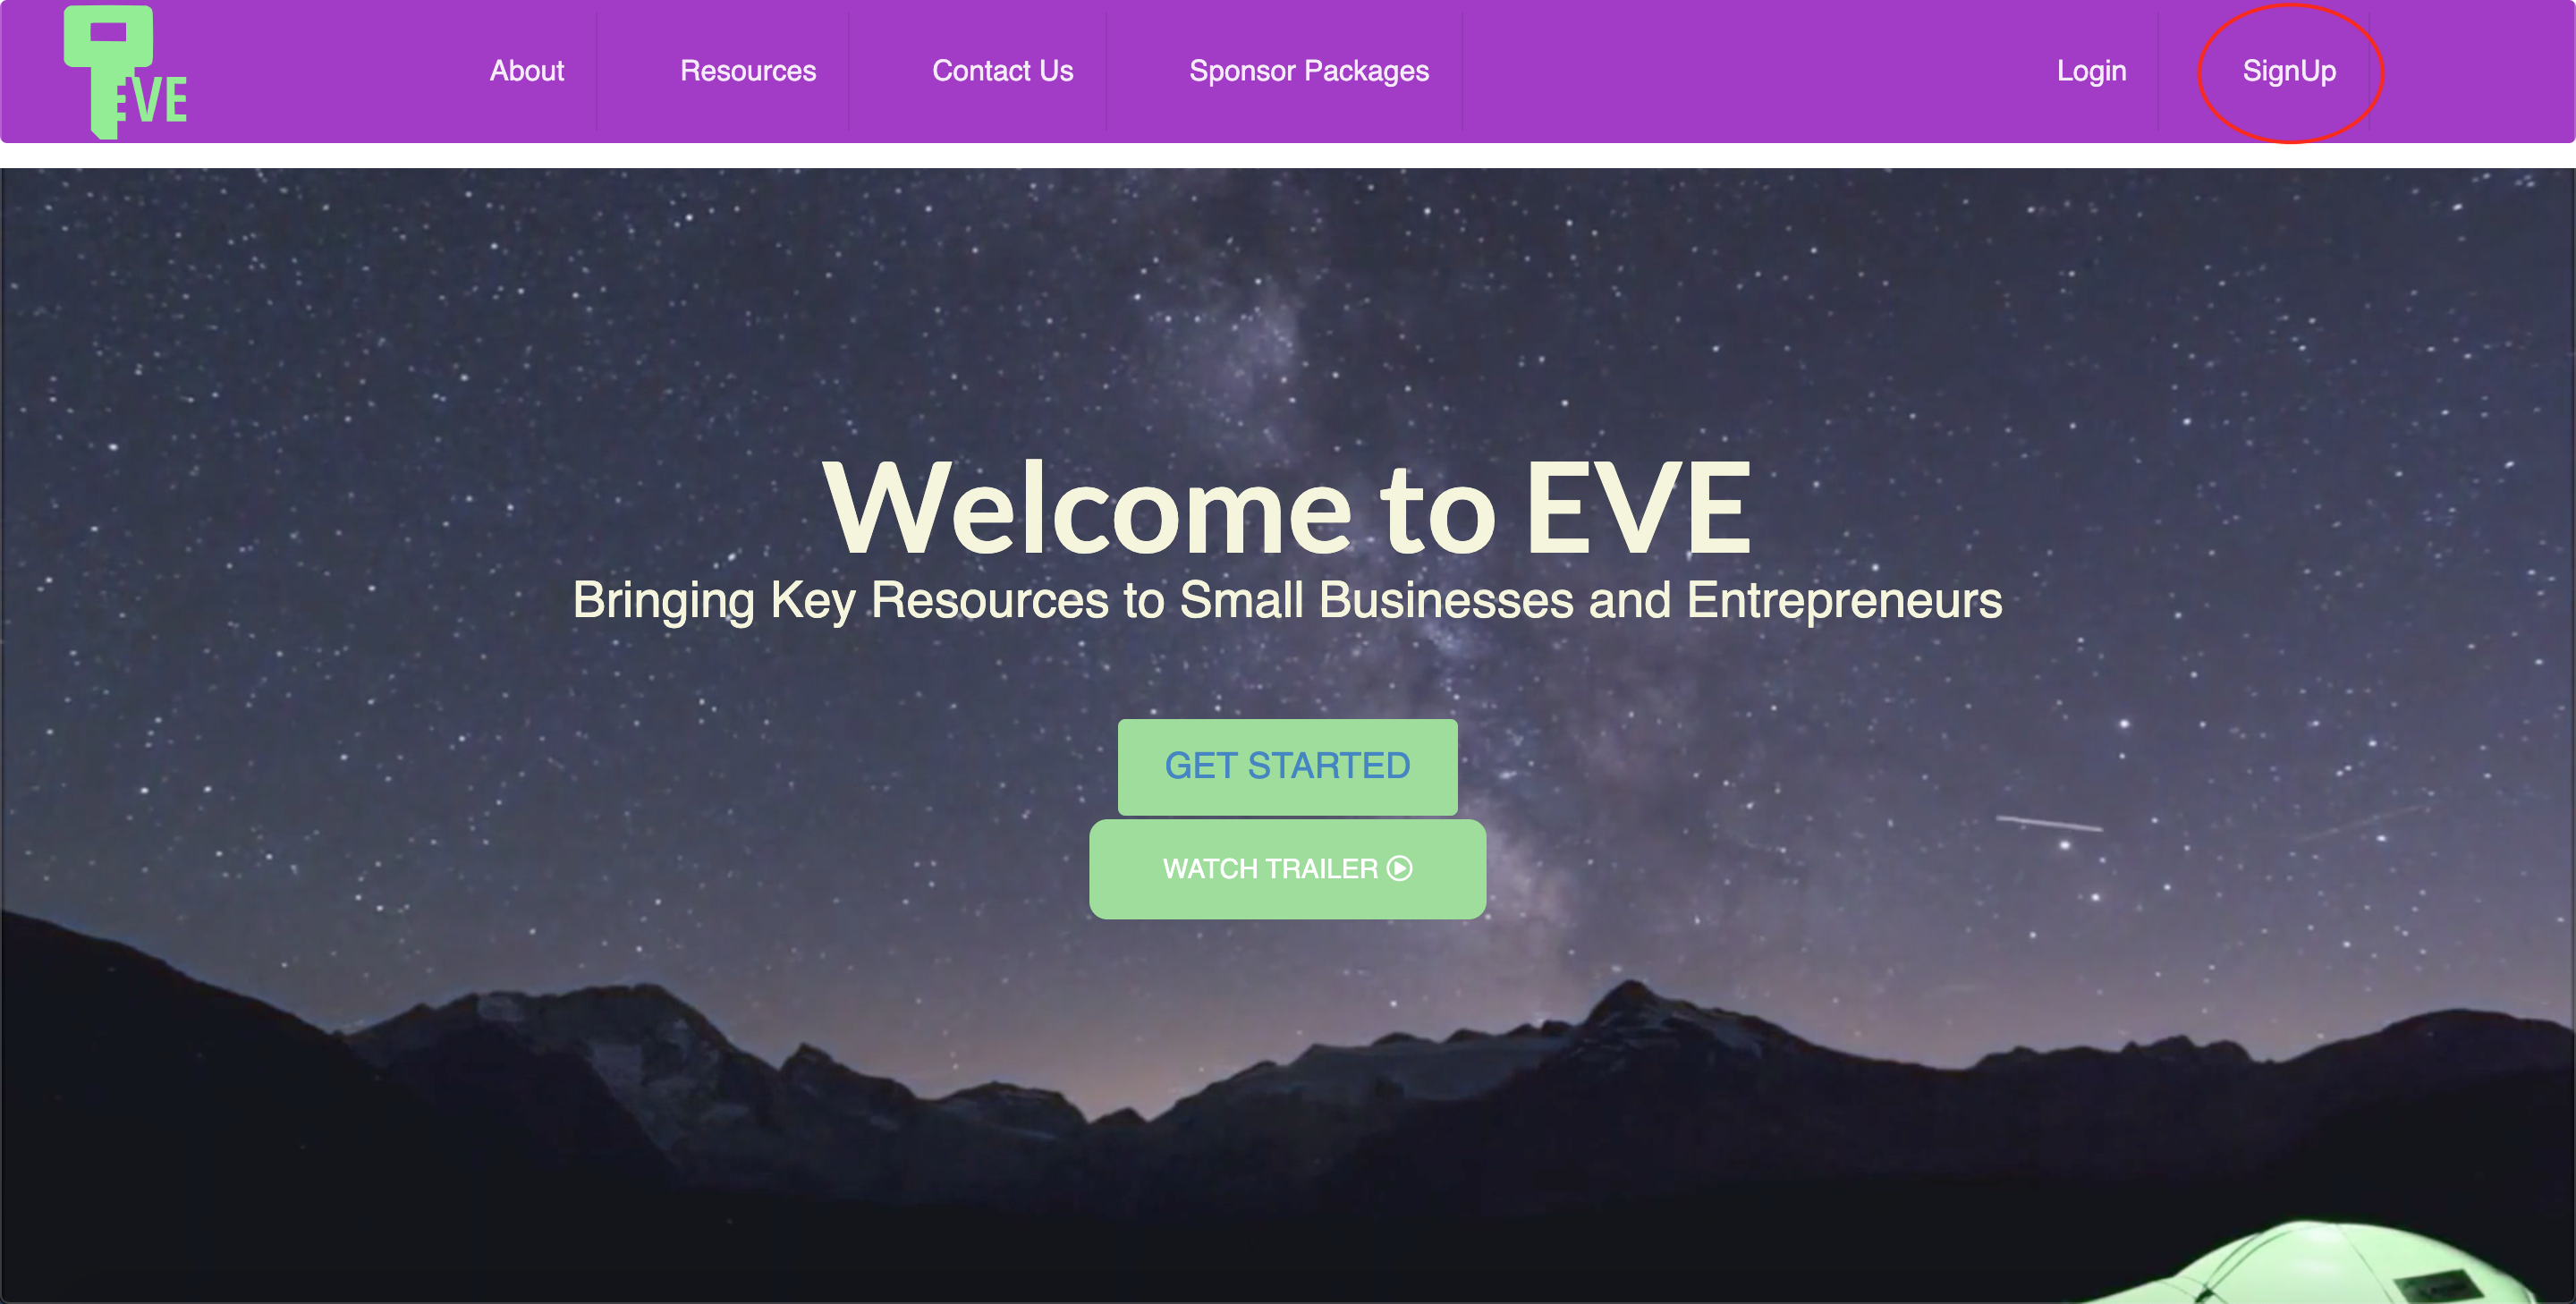 EVE
About
Resources
Contact Us
Sponsor Packages
Login
SignUp
Welcome to EVE
Bringing Key Resources to Small Businesses and Entrepreneurs
GET STARTED
WATCH TRAILER